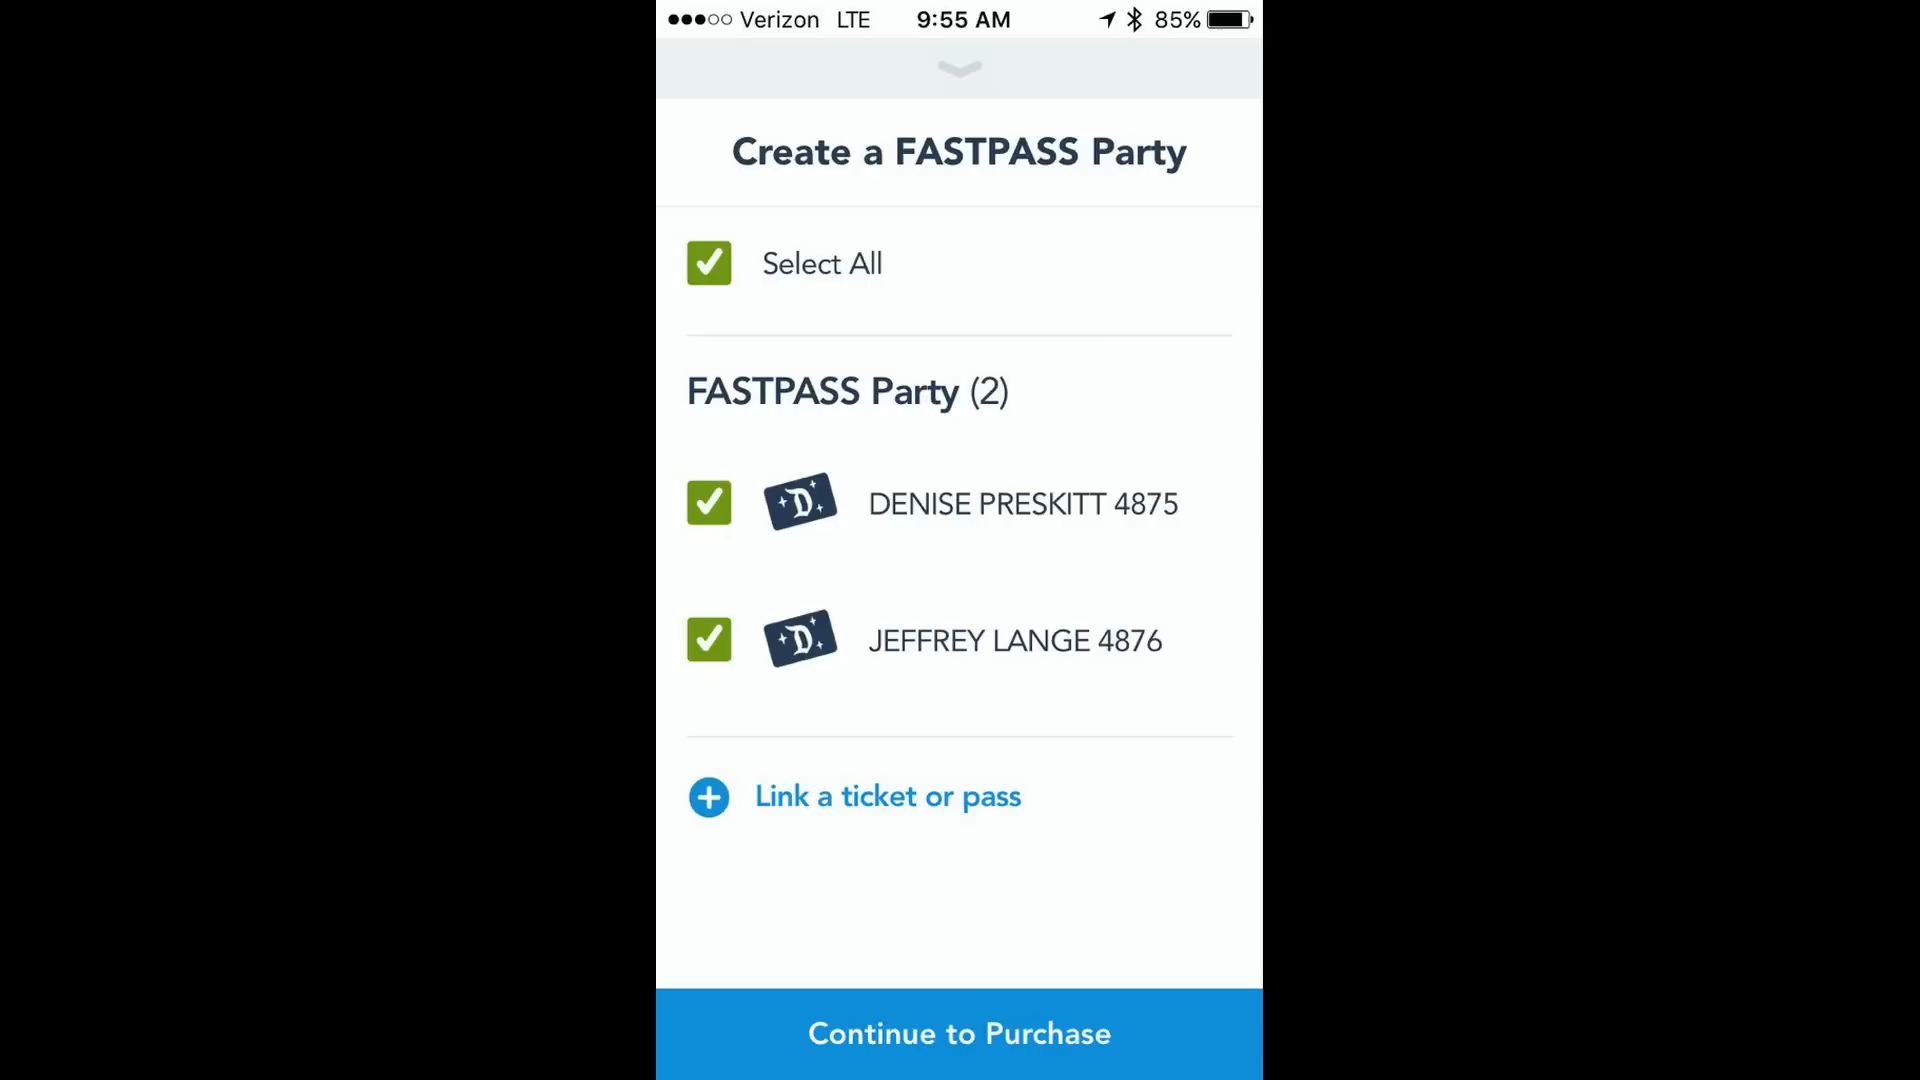 Verizon LTE 9:55 AM 85%
Create a FASTPASS Party
Select All
FASTPASS Party (2)
D DENISE PRESKITT 4875
D JEFFREY LANGE 4876
Link a ticket or pass
Continue to Purchase